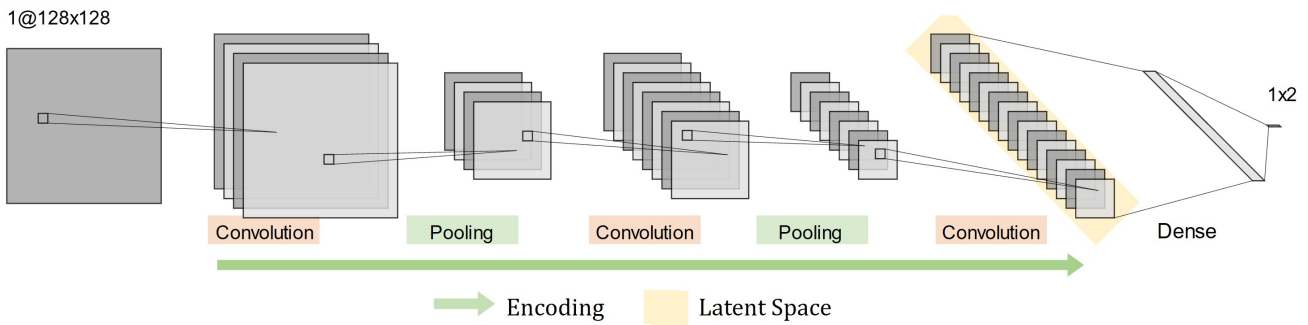 1@128x128
1x2
Convolution
Pooling
Convolution
Pooling
Convolution
Dense
Encoding
Latent Space